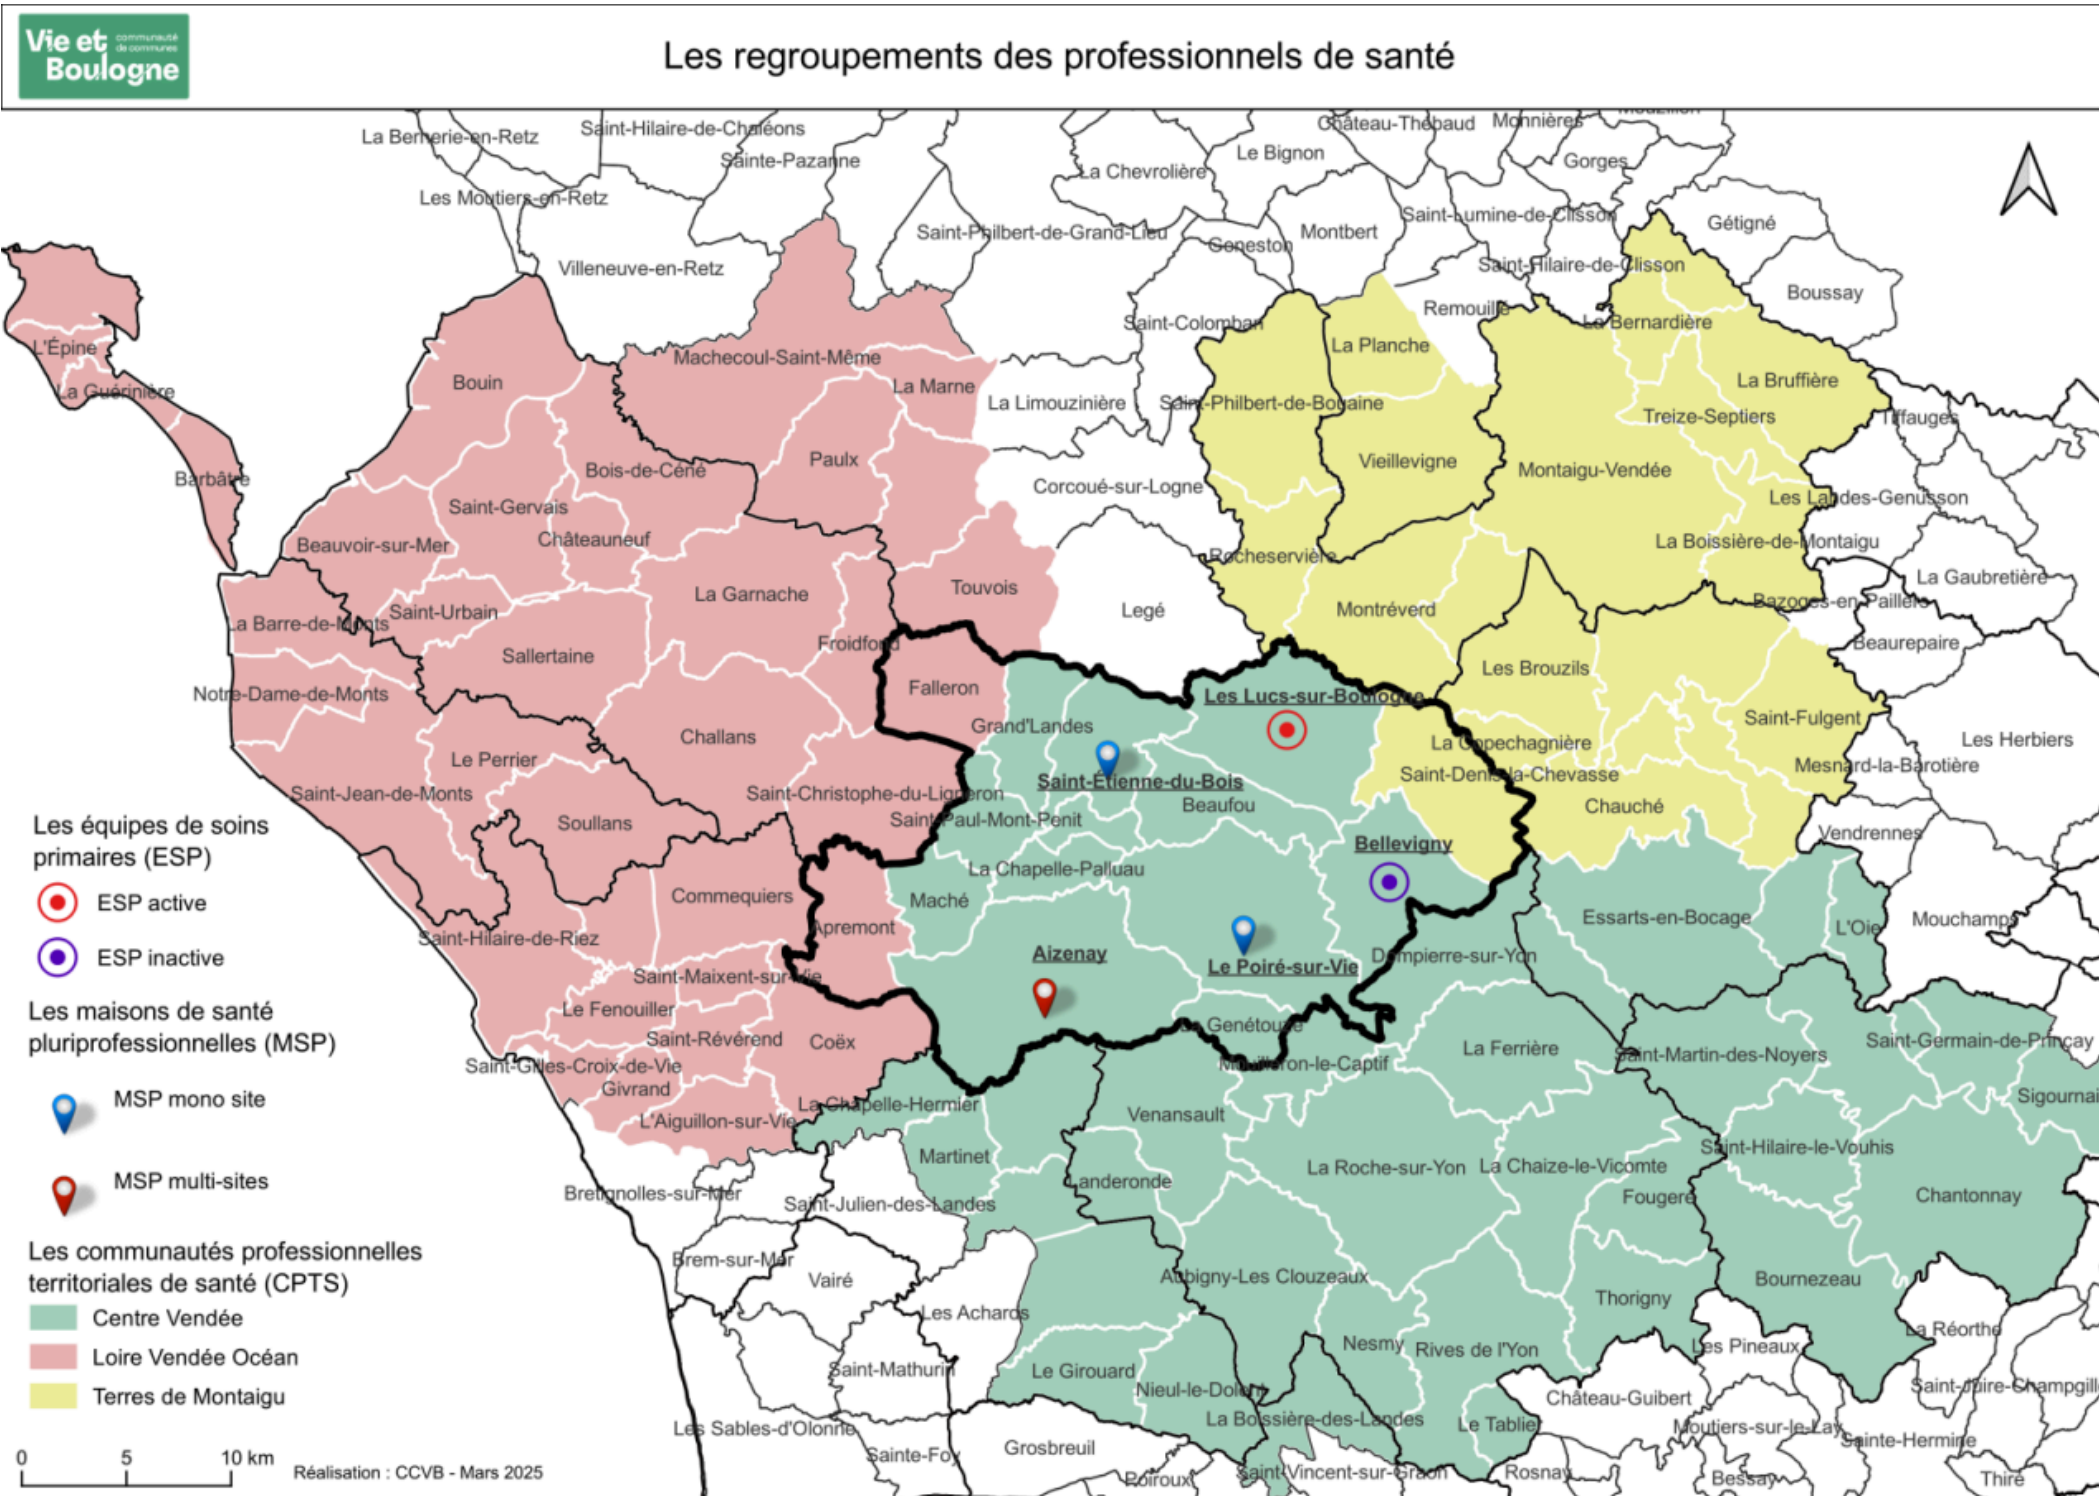 Vie et
communauté
de communes
Boulogne
Les regroupements des professionnels de santé
La Bernerie-en-Retz
Saint-Hilaire-de-Chaléons
Sainte-Pazanne
Les Moutiers-en-Retz
Villeneuve-en-Retz
La Chevrolière
Le Bignon
Château-Thébaud
Monnières
Mouzillon
Gorges
Saint-Philbert-de-Grand-Lieu
Geneston
Montbert
Saint-Lumine-de-Clisson
Gétigné
Saint-Hilaire-de-Clisson
Boussay
Remouillé
Saint-Colomban
La Bernardière
L'Épine
La Guérinière
Barbâtre
Bouin
Machecoul-Saint-Même
La Marne
La Limouzinière
Saint-Philbert-de-Bouaine
La Planche
La Bruffière
Treize-Septiers
Tiffauges
Paulx
Bois-de-Céné
Corcoué-sur-Logne
Vieillevigne
Montaigu-Vendée
Les Landes-Genusson
Saint-Gervais
Châteauneuf
Beauvoir-sur-Mer
Rocheservière
La Boissière-de-Montaigu
La Gaubretière
Bazoges-en-Paillers
La Garnache
Touvois
Legé
Montréverd
Saint-Urbain
La Barre-de-Monts
Froidfond
Beaurepaire
Sallertaine
Les Brouzils
Notre-Dame-de-Monts
Falleron
Les Lucs-sur-Boulogne
Saint-Fulgent
Grand'Landes
Challans
La Copechagnière
Les Herbiers
Le Perrier
Saint-Étienne-du-Bois
Saint-Denis-la-Chevasse
Mesnard-la-Barotière
Saint-Jean-de-Monts
Saint-Christophe-du-Ligneron
Beaufou
Chauché
Soullans
Saint-Paul-Mont-Penit
Bellevigny
Vendrennes
La Chapelle-Palluau
Commequiers
Maché
Essarts-en-Bocage
L'Oie
Mouchamps
Apremont
Saint-Hilaire-de-Riez
Aizenay
Le Poiré-sur-Vie
Dompierre-sur-Yon
Saint-Maixent-sur-Vie
Le Fenouiller
La Genétouze
Saint-Révérend
Coëx
La Ferrière
Saint-Martin-des-Noyers
Saint-Germain-de-Prinçay
Saint-Gilles-Croix-de-Vie
Mouilleron-le-Captif
Givrand
La Chapelle-Hermier
Sigournai
L'Aiguillon-sur-Vie
Venansault
Martinet
La Roche-sur-Yon
La Chaize-le-Vicomte
Saint-Hilaire-le-Vouhis
Landeronde
Fougeré
Chantonnay
Bretignolles-sur-Mer
Saint-Julien-des-Landes
Brem-sur-Mer
Vairé
Aubigny-Les Clouzeaux
Bournezeau
Les Achards
Thorigny
La Réorthe
Nesmy
Rives de l'Yon
Les Pineaux
Saint-Mathurin
Le Girouard
Nieul-le-Dolent
Château-Guibert
Saint-Juire-Champgill
La Boissière-des-Landes
Le Tablier
Moutiers-sur-le-Lay
Les Sables-d'Olonne
Sainte-Foy
Grosbreuil
Sainte-Hermine
Poiroux
Saint-Vincent-sur-Graon
Rosnay
Bessay
Thiré
Les équipes de soins
primaires (ESP)
ESP active
ESP inactive
Les maisons de santé
pluriprofessionnelles (MSP)
MSP mono site
MSP multi-sites
Les communautés professionnelles
territoriales de santé (CPTS)
Centre Vendée
Loire Vendée Océan
Terres de Montaigu
0 5 10 km
Réalisation : CCVB - Mars 2025